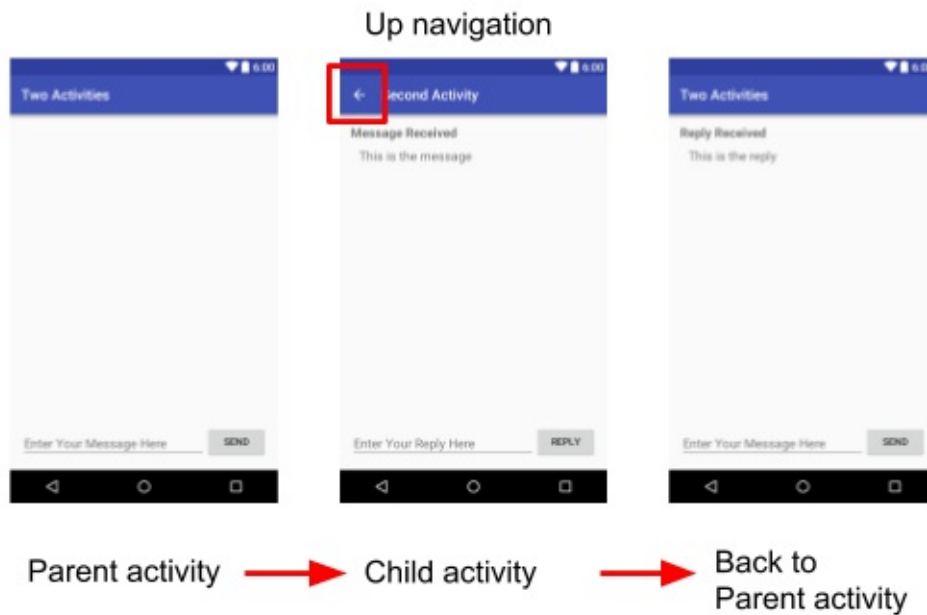 Up navigation
6:00
Two Activities
SEND
Enter Your Message Here
6:00
Second Activity
Message Received
This is the message
Enter Your Reply Here
REPLY
6:00
Two Activities
Reply Received
This is the reply
Enter Your Message Here
SEND
Parent activity
Child activity
Back to
Parent activity